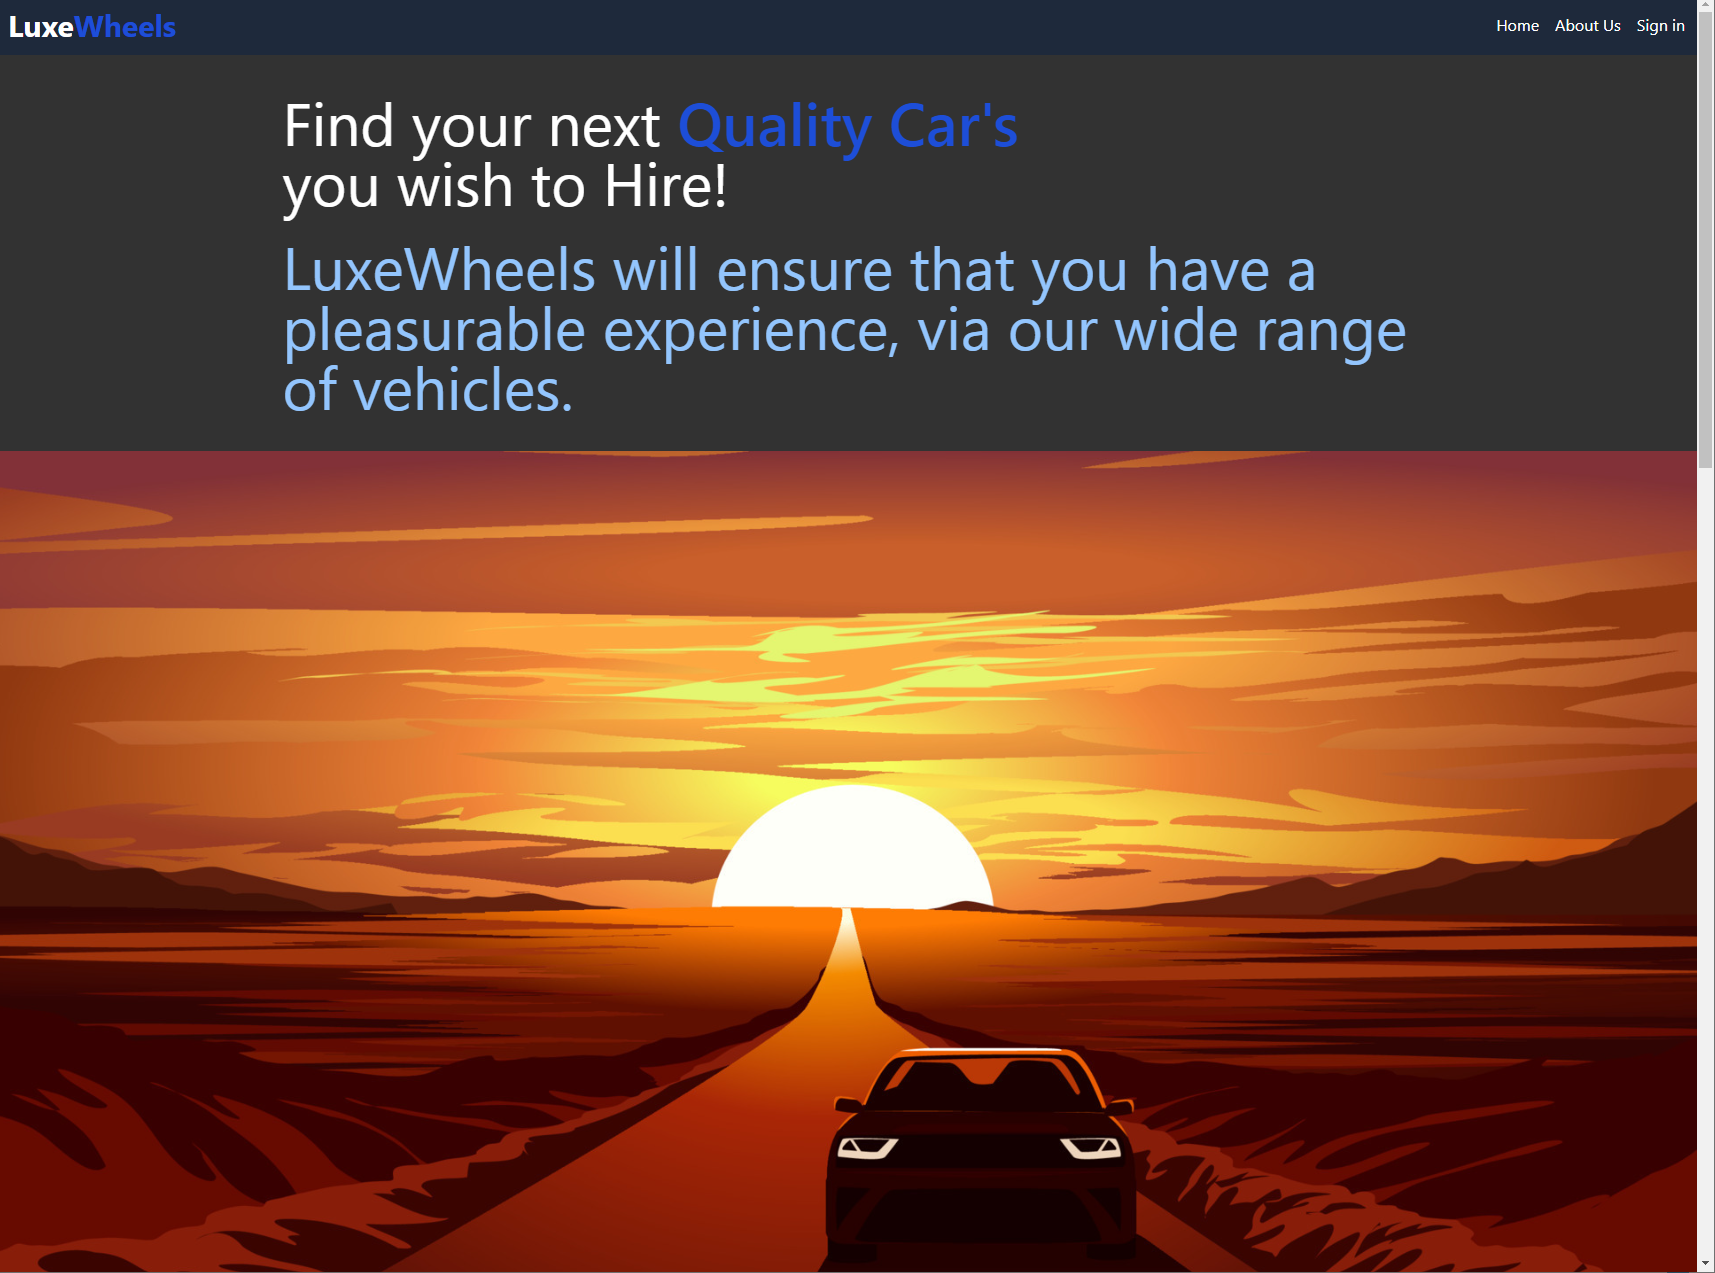 LuxeWheels
Home About Us Sign in
Find your next Quality Car's
you wish to Hire!
LuxeWheels will ensure that you have a
pleasurable experience, via our wide range
of vehicles.